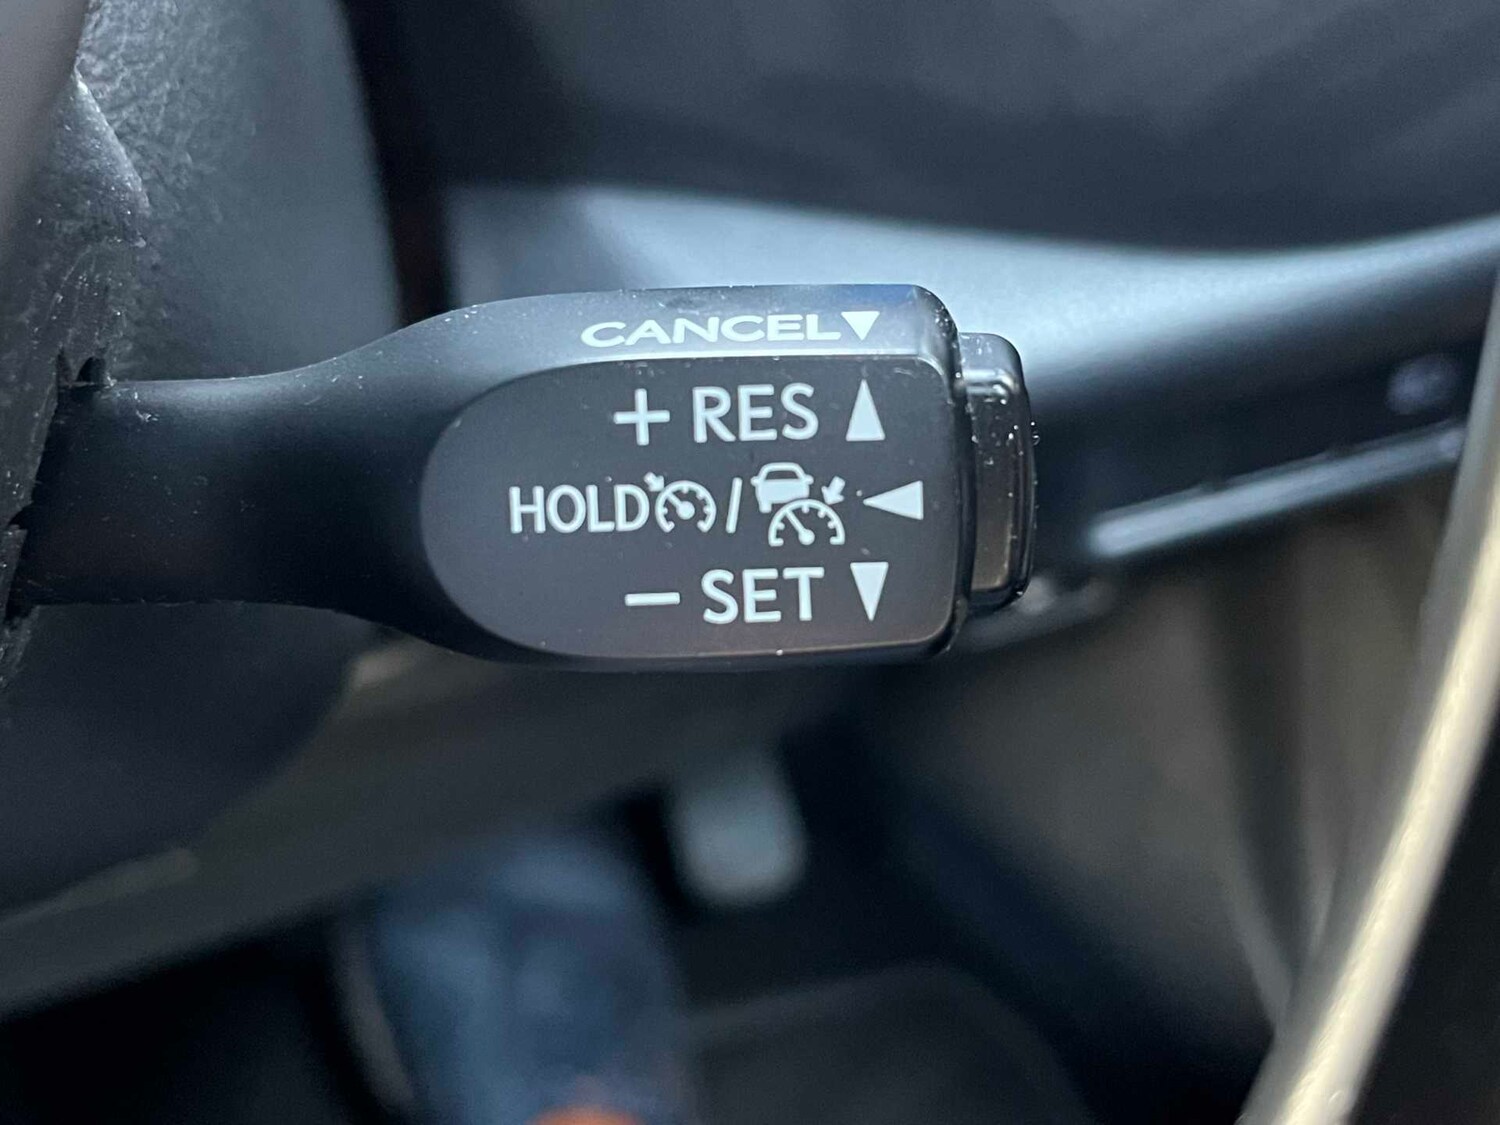 CANCEL▼
+ RES ▲
HOLD / ◀
− SET ▼